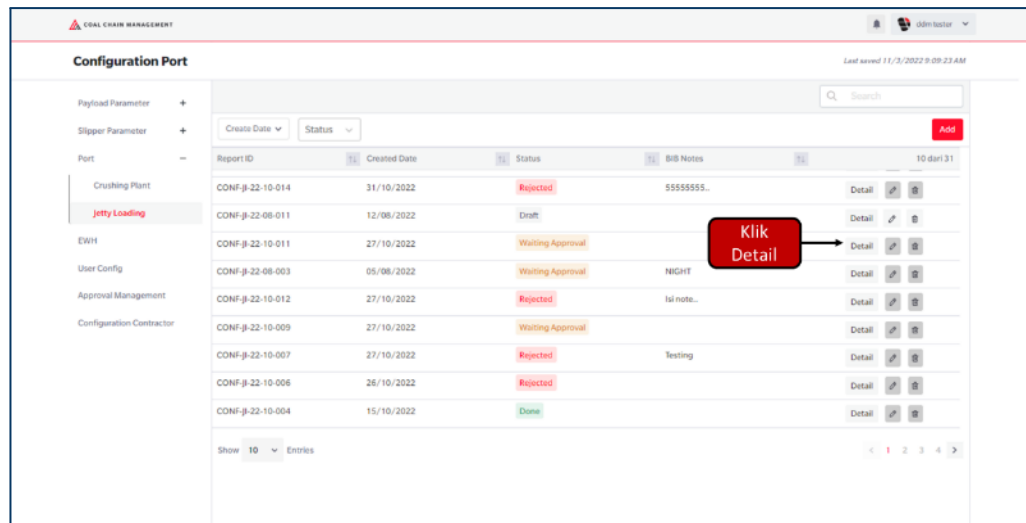 COAL CHAIN MANAGEMENT
ddm tester
Configuration Port
Last saved 11/3/2022 9:09:23 AM
Payload Parameter +
Slipper Parameter +
Port −
Crushing Plant
Jetty Loading
EWH
User Config
Approval Management
Configuration Contractor
Search
Create Date Status Add
Report ID Created Date Status BIB Notes 10 dari 31
CONF-JI-22-10-014 31/10/2022 Rejected 55555555.. Detail
CONF-JI-22-08-011 12/08/2022 Draft Detail
CONF-JI-22-10-011 27/10/2022 Waiting Approval Detail
CONF-JI-22-08-003 05/08/2022 Waiting Approval NIGHT Detail
CONF-JI-22-10-012 27/10/2022 Rejected Isi note.. Detail
CONF-JI-22-10-009 27/10/2022 Waiting Approval Detail
CONF-JI-22-10-007 27/10/2022 Rejected Testing Detail
CONF-JI-22-10-006 26/10/2022 Rejected Detail
CONF-JI-22-10-004 15/10/2022 Done Detail
Klik
Detail
Show 10 Entries
< 1 2 3 4 >